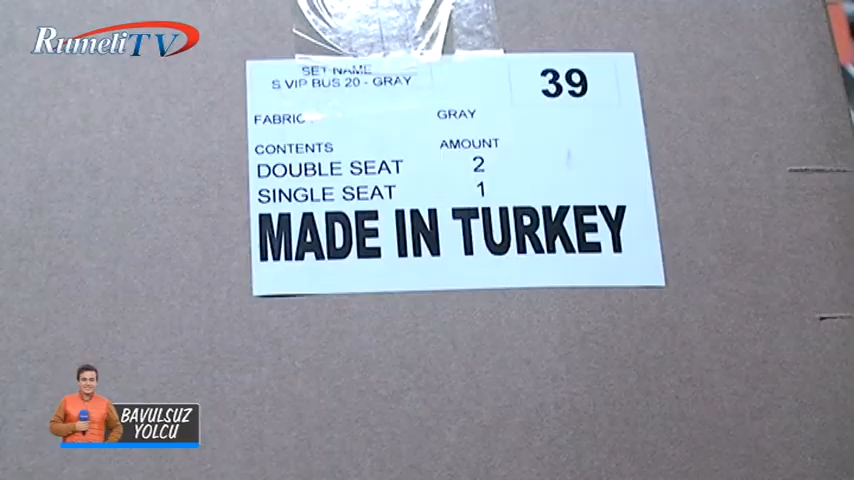 RumeliTV
SET NAME
S VIP BUS 20 - GRAY
39
FABRIC
GRAY
CONTENTS
AMOUNT
DOUBLE SEAT
2
SINGLE SEAT
1
MADE IN TURKEY
BAVULSUZ
YOLCU